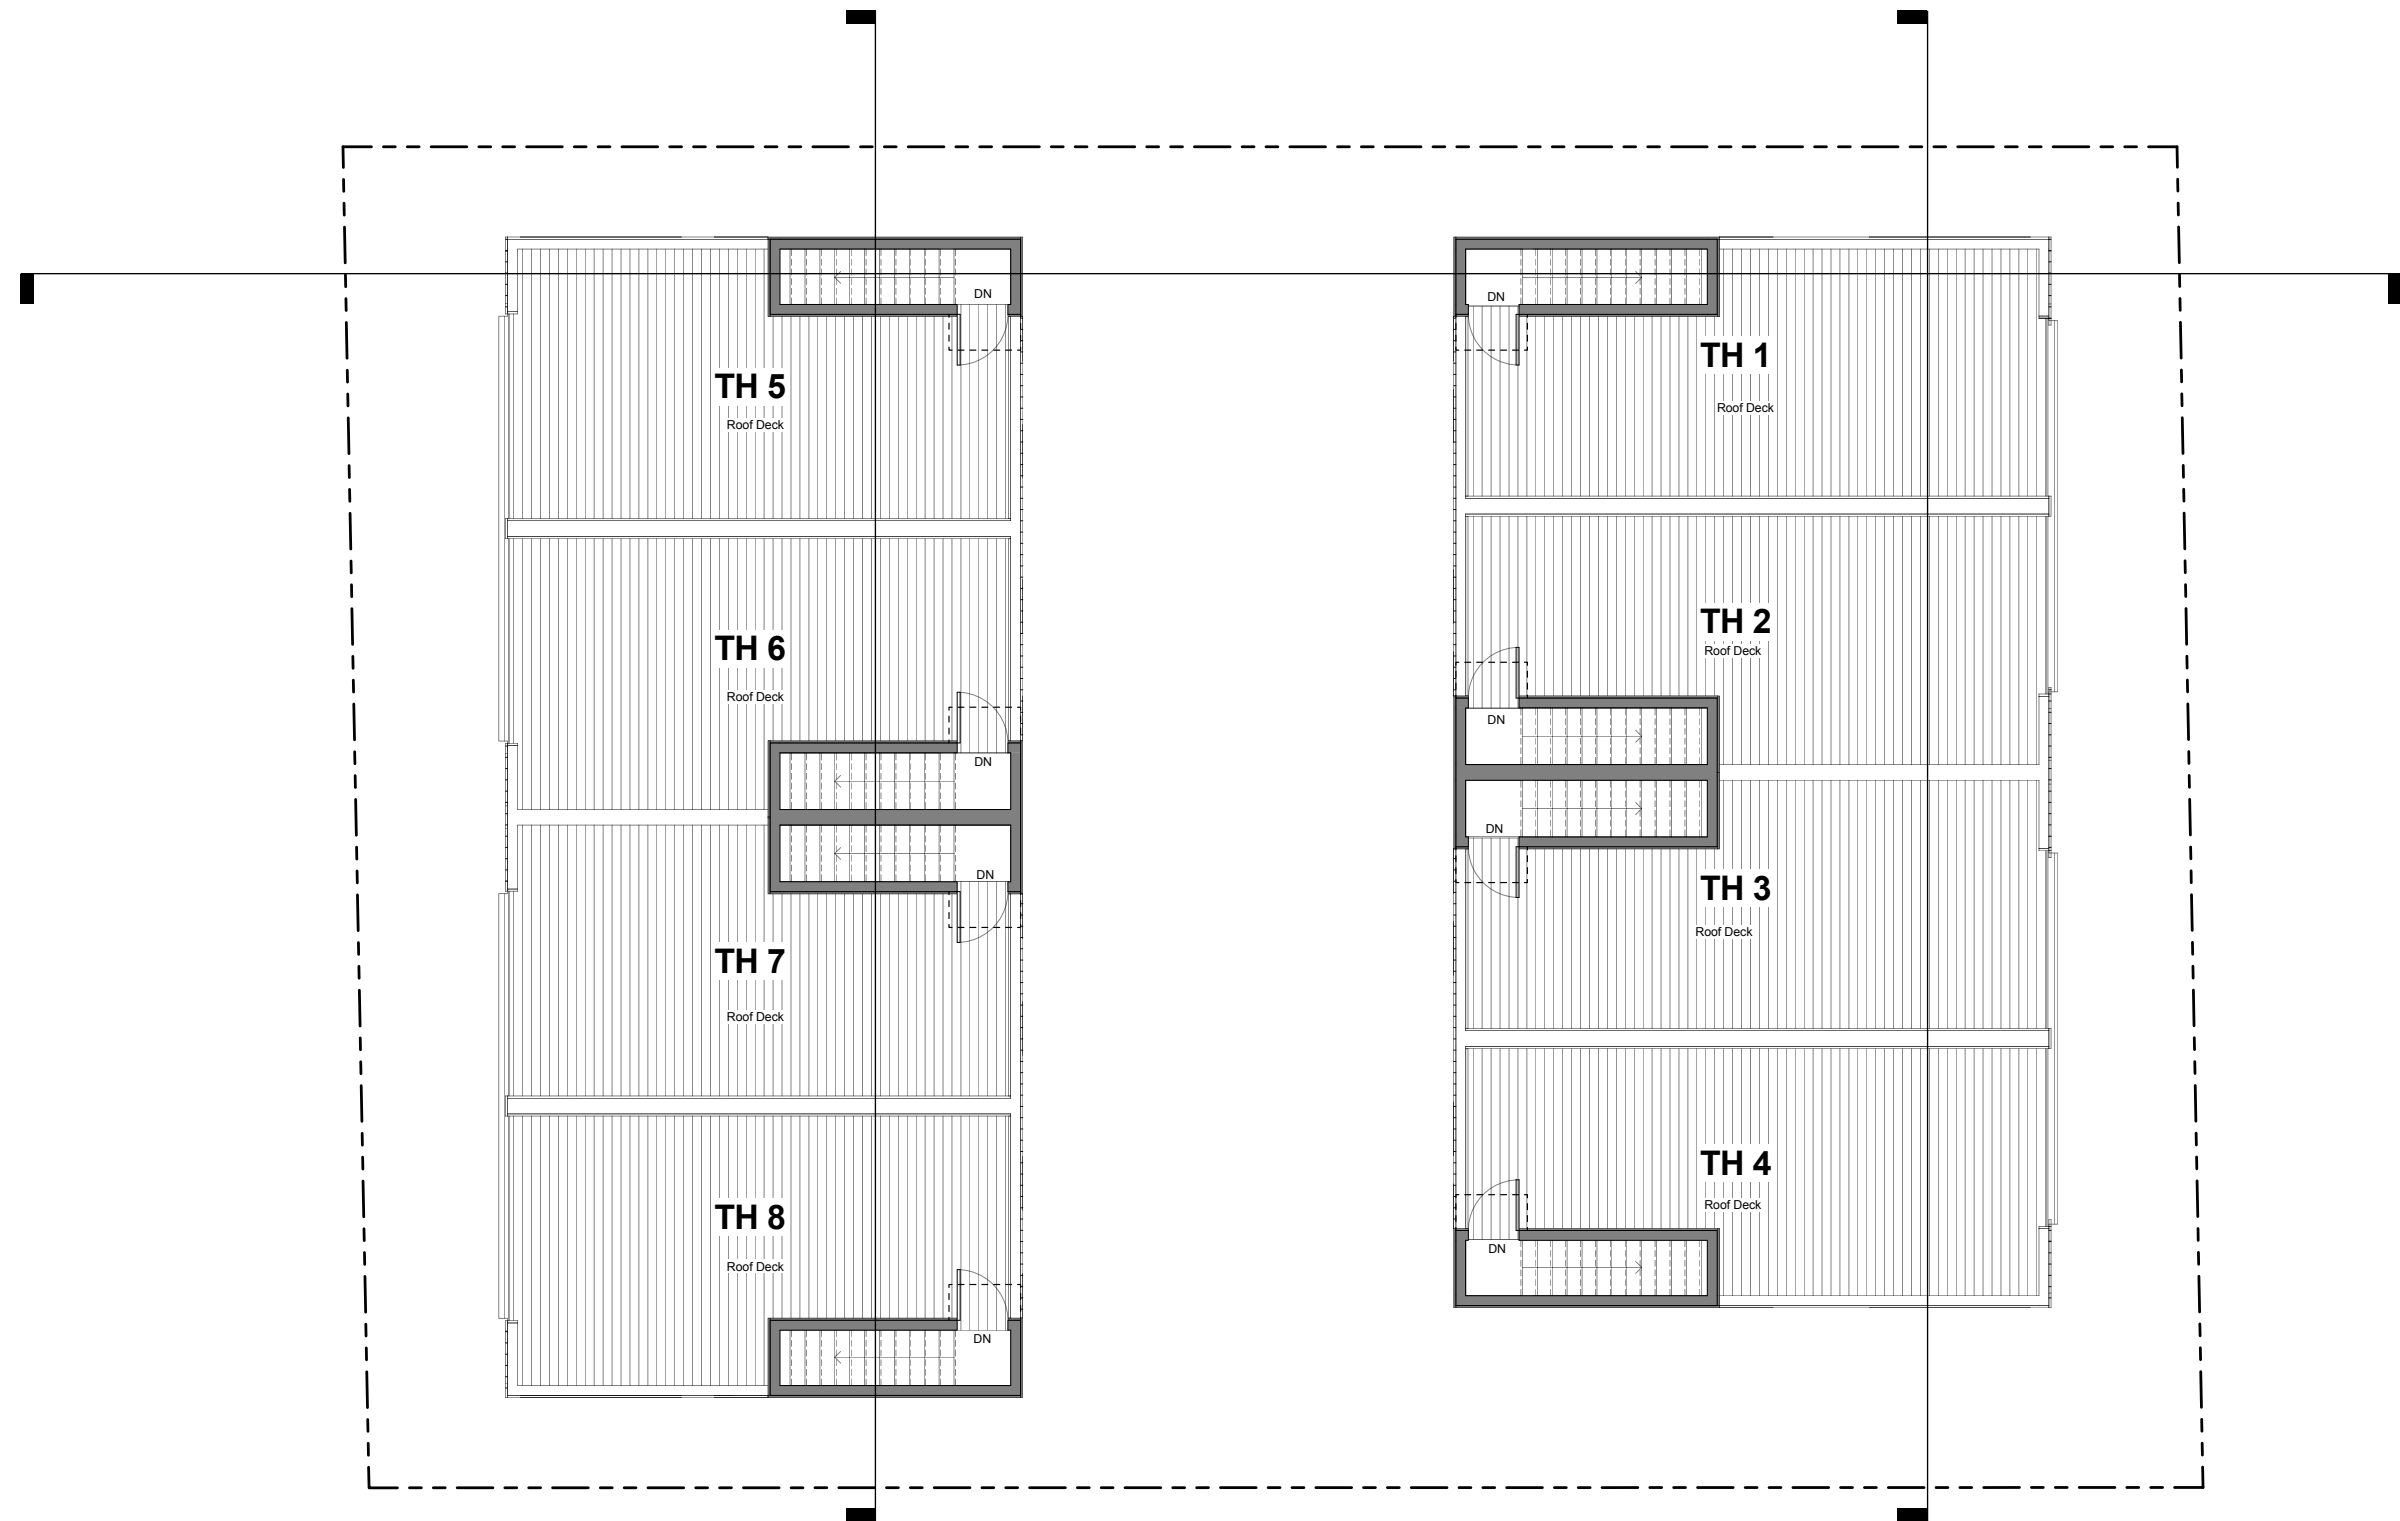 DN
TH 5
Roof Deck
TH 6
Roof Deck
DN
DN
TH 7
Roof Deck
TH 8
Roof Deck
DN
DN
TH 1
Roof Deck
TH 2
Roof Deck
DN
DN
TH 3
Roof Deck
TH 4
Roof Deck
DN